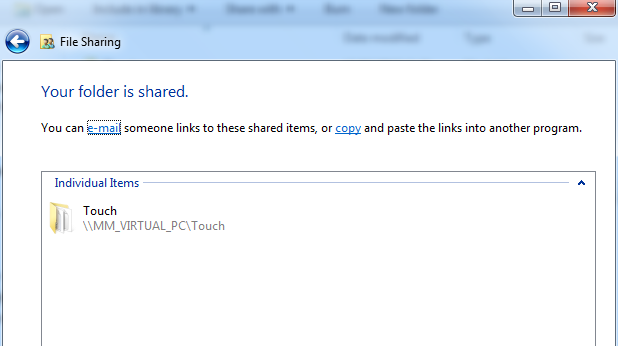 Open Include in library Share with Burn New folder
Date modified Type Size
File Sharing
Your folder is shared.
You can e-mail someone links to these shared items, or copy and paste the links into another program.
Individual Items
Touch
\\MM_VIRTUAL_PC\Touch